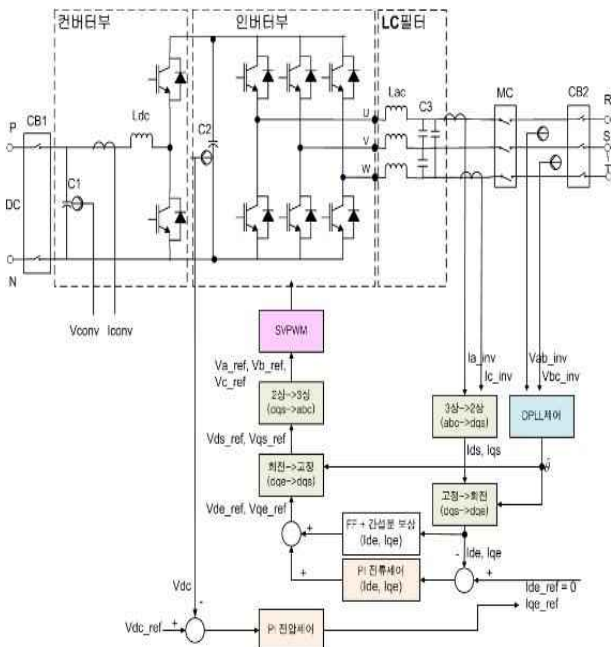 컨버터부
인버터부
LC필터
CB1
Ldc
C2
Lac
C3
MC
CB2
P
DC
N
C1
U
V
W
R
S
T
Vconv
Iconv
SVPWM
Va_ref, Vb_ref,
Vc_ref
2상->3상
(dqs->abc)
Vds_ref, Vqs_ref
회전->고정
(dqe->dqs)
Vde_ref, Vqe_ref
Ia_inv
Ic_inv
Vab_inv
Vbc_inv
3상->2상
(abc->dqs)
DPLL제어
Ids, Iqs
고정->회전
(dqs->dqe)
FF + 간섭분 보상
(Ide, Iqe)
Ide, Iqe
PI 전류제어
(Ide, Iqe)
Ide_ref = 0
Iqe_ref
Vdc
Vdc_ref
PI 전압제어